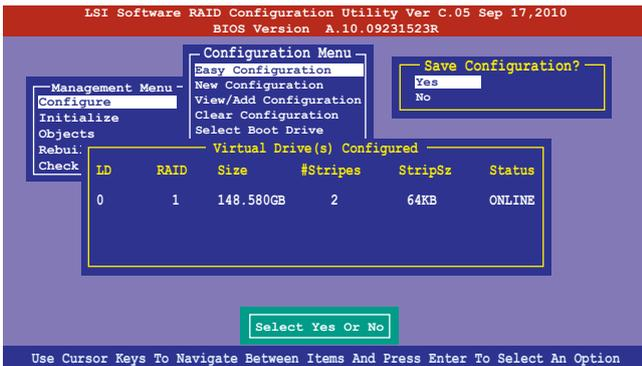 LSI Software RAID Configuration Utility Ver C.05 Sep 17,2010
BIOS Version A.10.09231523R
Configuration Menu
Easy Configuration
New Configuration
View/Add Configuration
Clear Configuration
Select Boot Drive
Save Configuration?
Yes
No
Management Menu
Configure
Initialize
Objects
Rebui
Check
Virtual Drive(s) Configured
LD RAID Size #Stripes StripSz Status
0 1 148.580GB 2 64KB ONLINE
Select Yes Or No
Use Cursor Keys To Navigate Between Items And Press Enter To Select An Option